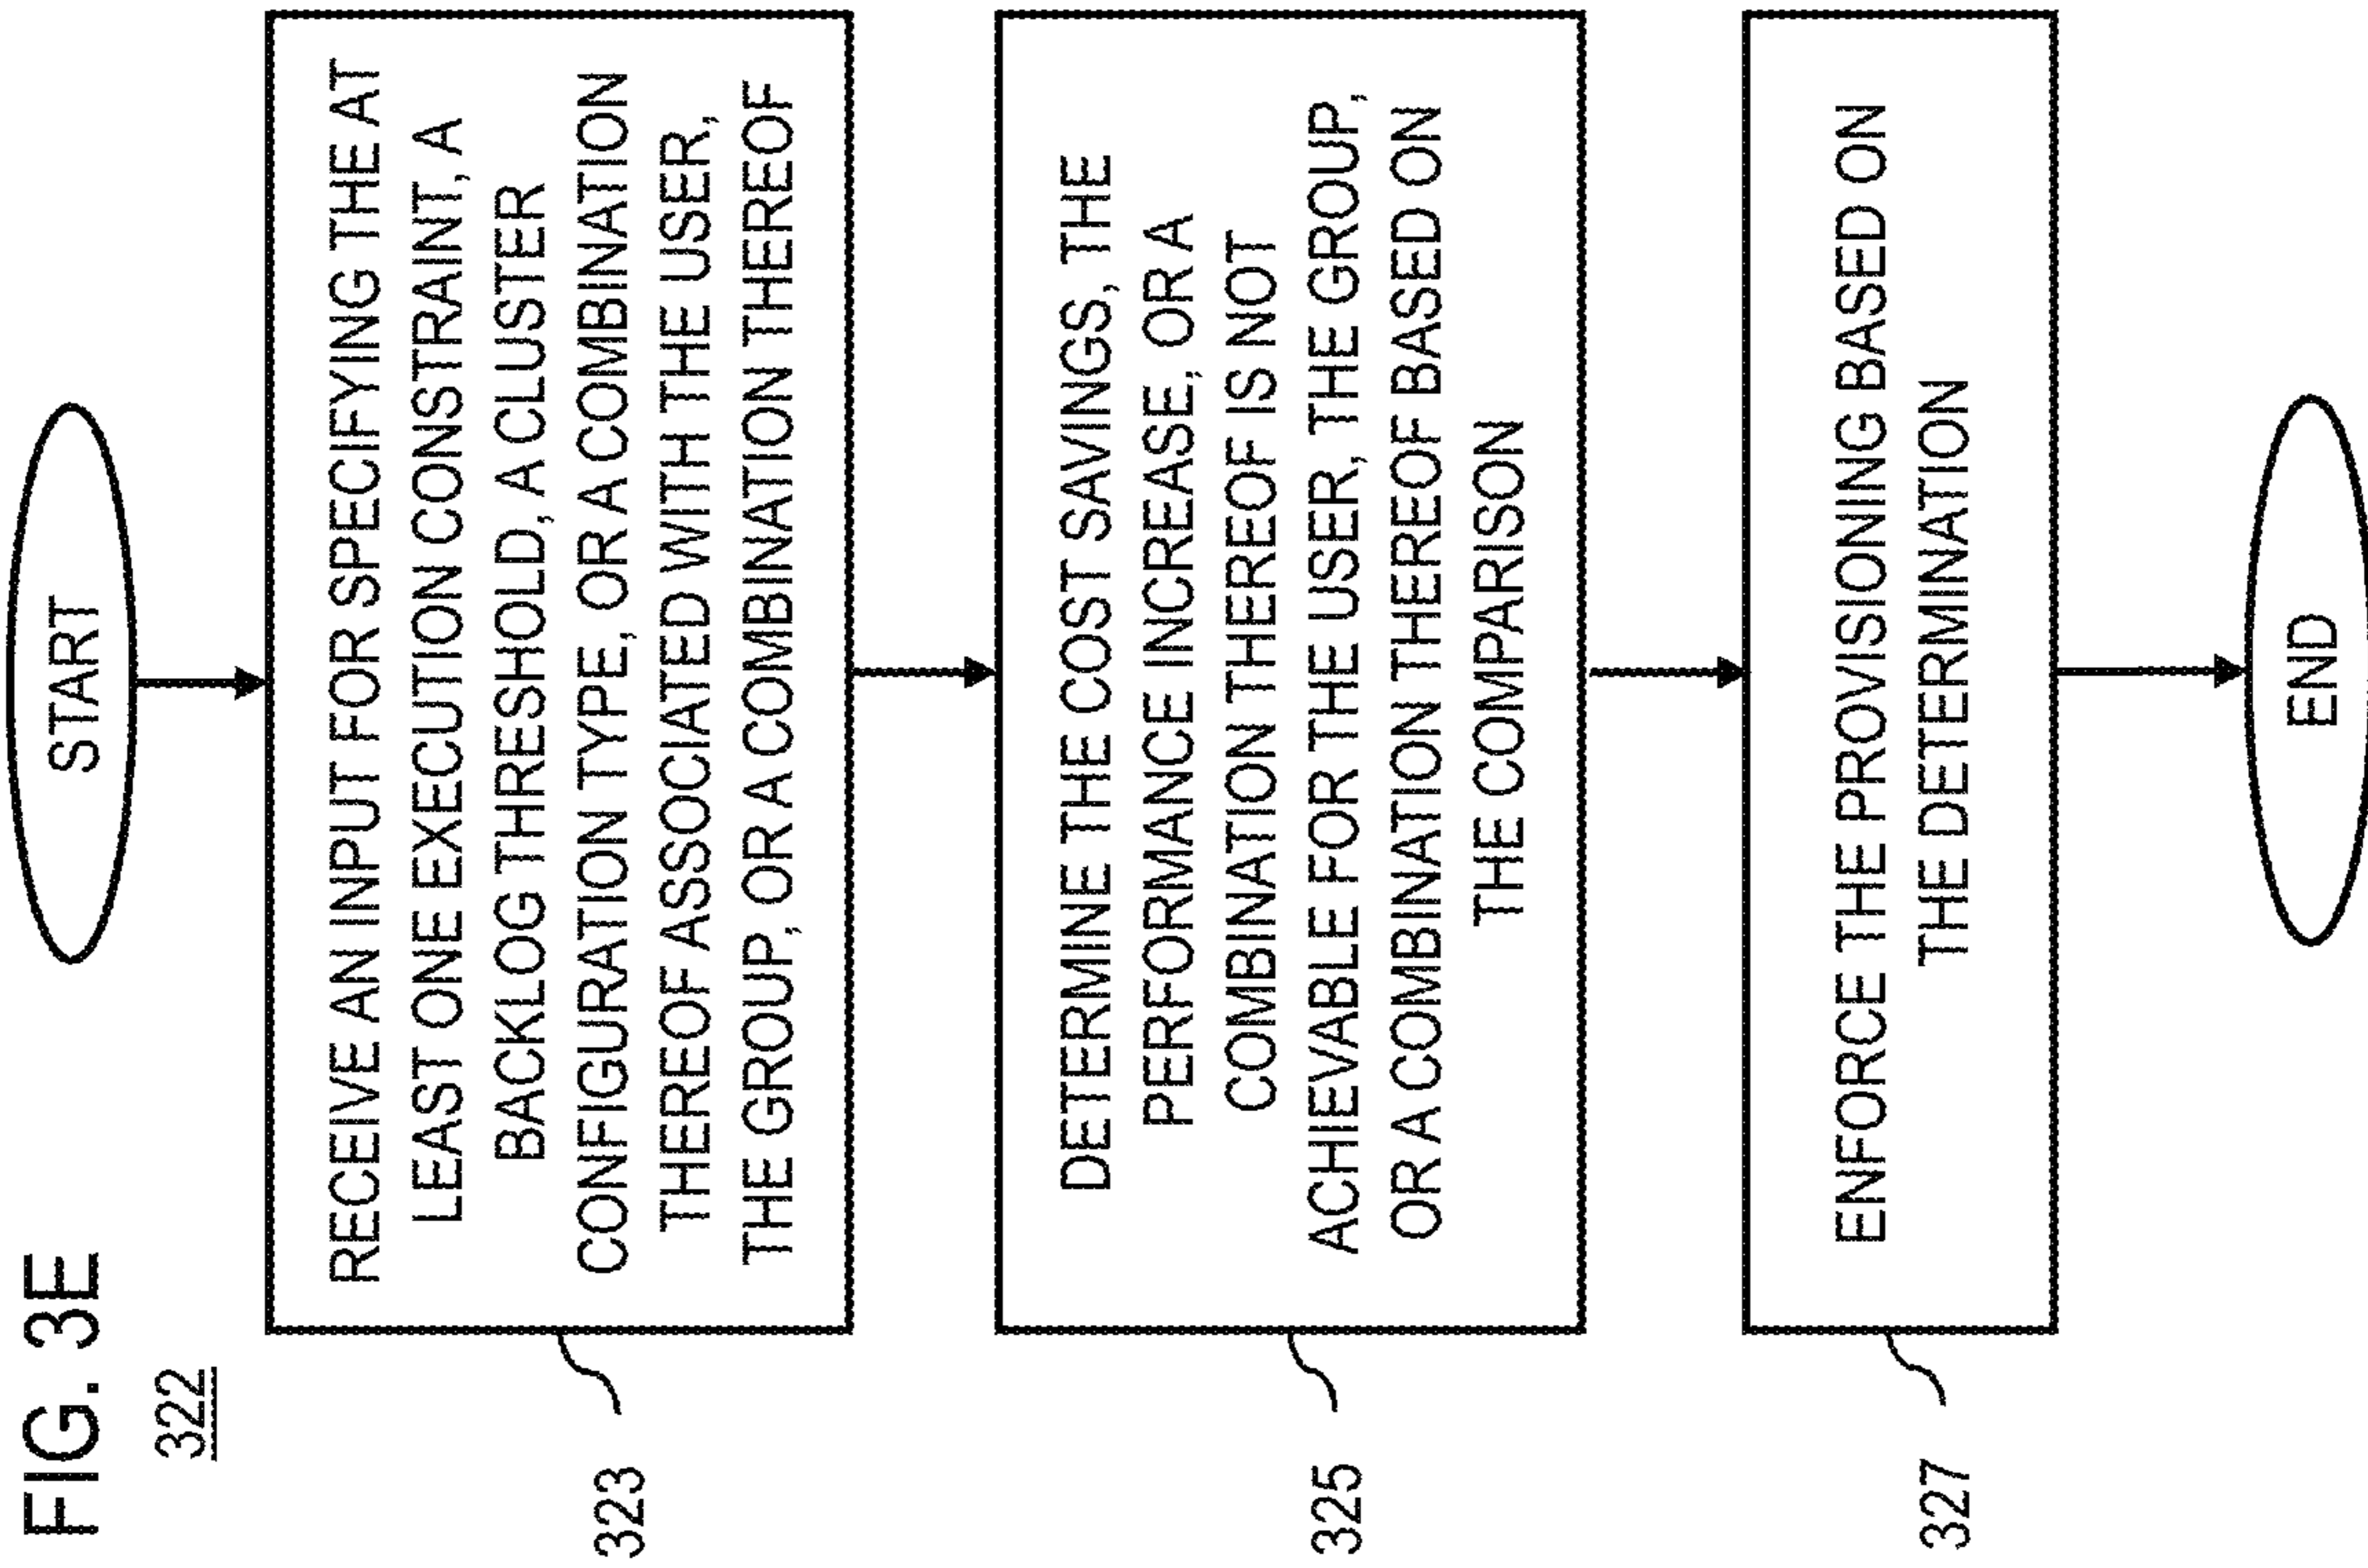 FIG. 3E
322
START
RECEIVE AN INPUT FOR SPECIFYING THE AT
LEAST ONE EXECUTION CONSTRAINT, A
BACKLOG THRESHOLD, A CLUSTER
CONFIGURATION TYPE, OR A COMBINATION
THEREOF ASSOCIATED WITH THE USER,
THE GROUP, OR A COMBINATION THEREOF
323
DETERMINE THE COST SAVINGS, THE
PERFORMANCE INCREASE, OR A
COMBINATION THEREOF IS NOT
ACHIEVABLE FOR THE USER, THE GROUP,
OR A COMBINATION THEREOF BASED ON
THE COMPARISON
325
ENFORCE THE PROVISIONING BASED ON
THE DETERMINATION
327
END